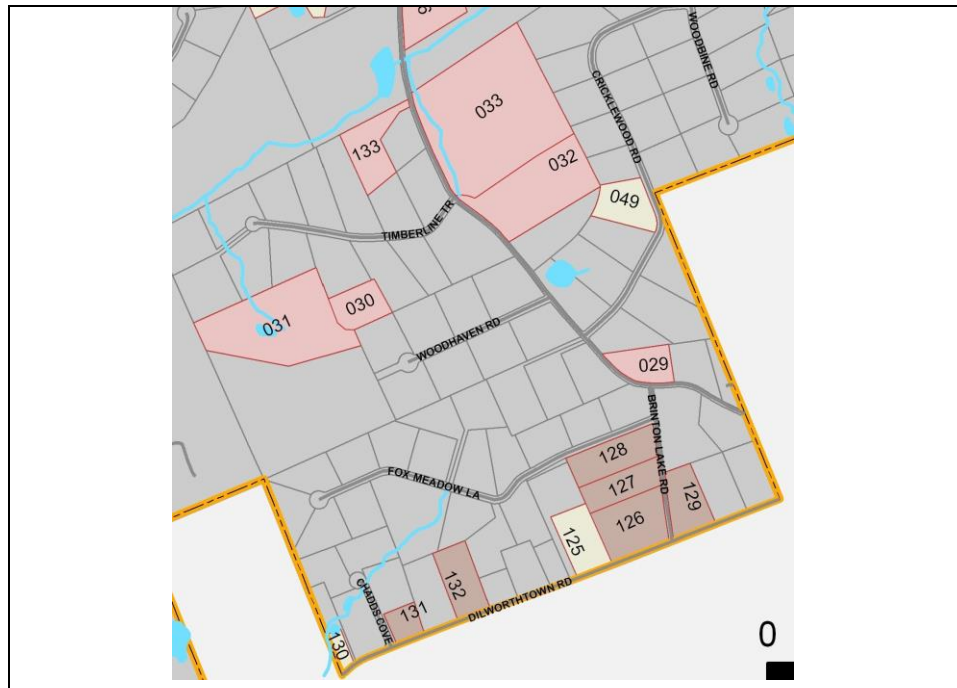 WOODBINE RD
CRICKLEWOOD RD
033
133
032
049
TIMBERLINE TR
031
030
WOODHAVEN RD
029
BRINTON LAKE RD
128
FOX MEADOW LA
127
129
126
125
132
DILWORTHTOWN RD
131
CHADDS COVE
130
0